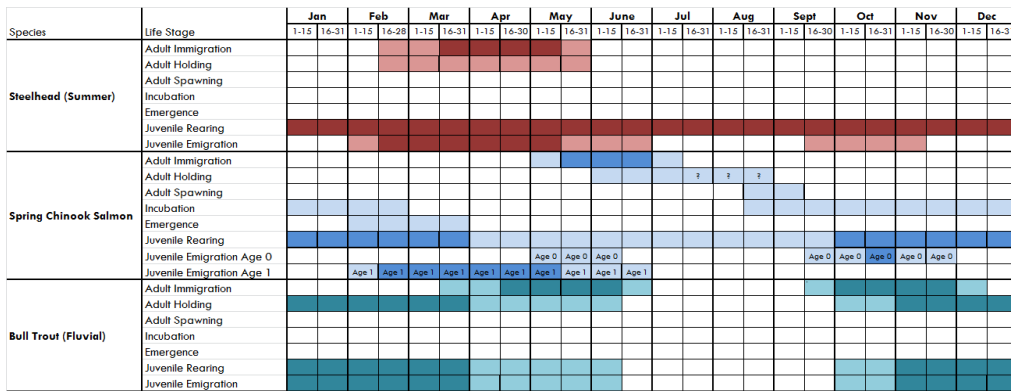 Jan Feb Mar Apr May June Jul Aug Sept Oct Nov Dec
Species Life Stage 1-15 16-31 1-15 16-28 1-15 16-31 1-15 16-30 1-15 16-31 1-15 16-31 1-15 16-31 1-15 16-31 1-15 16-30 1-15 16-31 1-15 16-30 1-15 16-31
Adult Immigration
Adult Holding
Adult Spawning
Steelhead (Summer) Incubation
Emergence
Juvenile Rearing
Juvenile Emigration
Adult Immigration
Adult Holding ? ? ?
Adult Spawning
Spring Chinook Salmon Incubation
Emergence
Juvenile Rearing
Juvenile Emigration Age 0 Age 0 Age 0 Age 0 Age 0 Age 0 Age 0 Age 0 Age 0
Juvenile Emigration Age 1 Age 1 Age 1 Age 1 Age 1 Age 1 Age 1 Age 1 Age 1 Age 1 Age 1
Adult Immigration
Adult Holding
Adult Spawning
Bull Trout (Fluvial) Incubation
Emergence
Juvenile Rearing
Juvenile Emigration